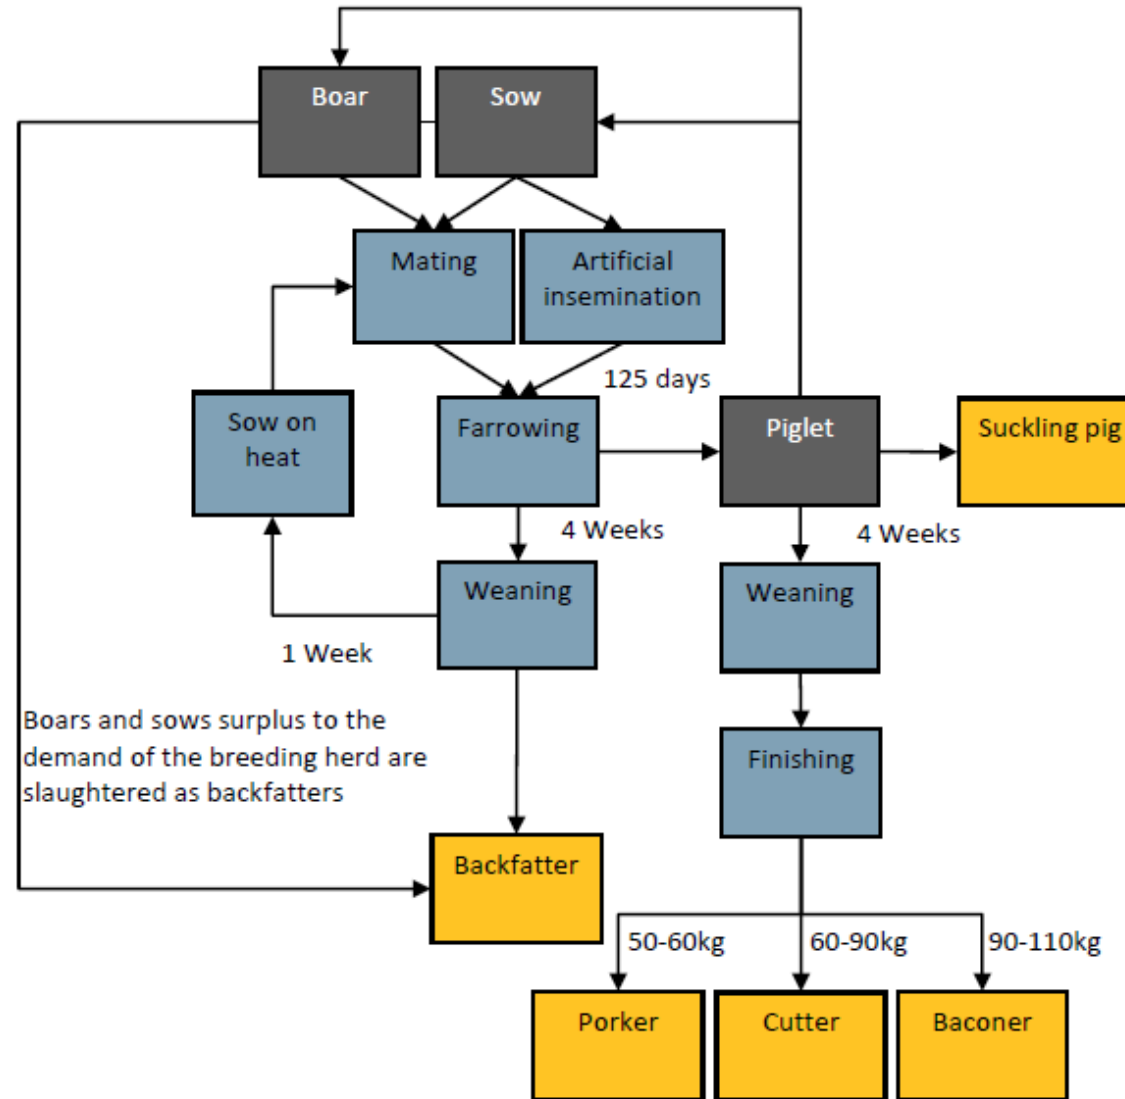 Boar
Sow
Mating
Artificial
insemination
125 days
Sow on
heat
Farrowing
Piglet
Suckling pig
4 Weeks
4 Weeks
Weaning
Weaning
1 Week
Boars and sows surplus to the
demand of the breeding herd are
slaughtered as backfatters
Finishing
Backfatter
50-60kg
60-90kg
90-110kg
Porker
Cutter
Baconer